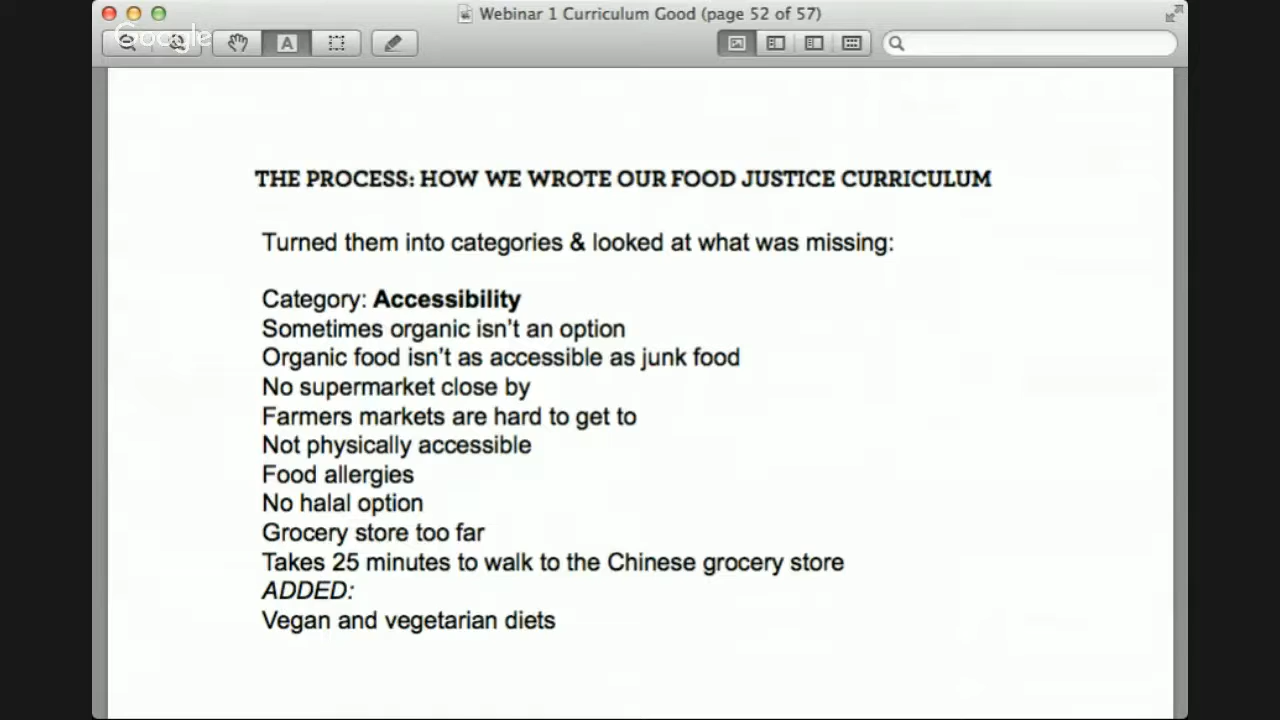 Webinar 1 Curriculum Good (page 52 of 57)
Google
A
THE PROCESS: HOW WE WROTE OUR FOOD JUSTICE CURRICULUM
Turned them into categories & looked at what was missing:
Category: Accessibility
Sometimes organic isn't an option
Organic food isn't as accessible as junk food
No supermarket close by
Farmers markets are hard to get to
Not physically accessible
Food allergies
No halal option
Grocery store too far
Takes 25 minutes to walk to the Chinese grocery store
ADDED:
Vegan and vegetarian diets